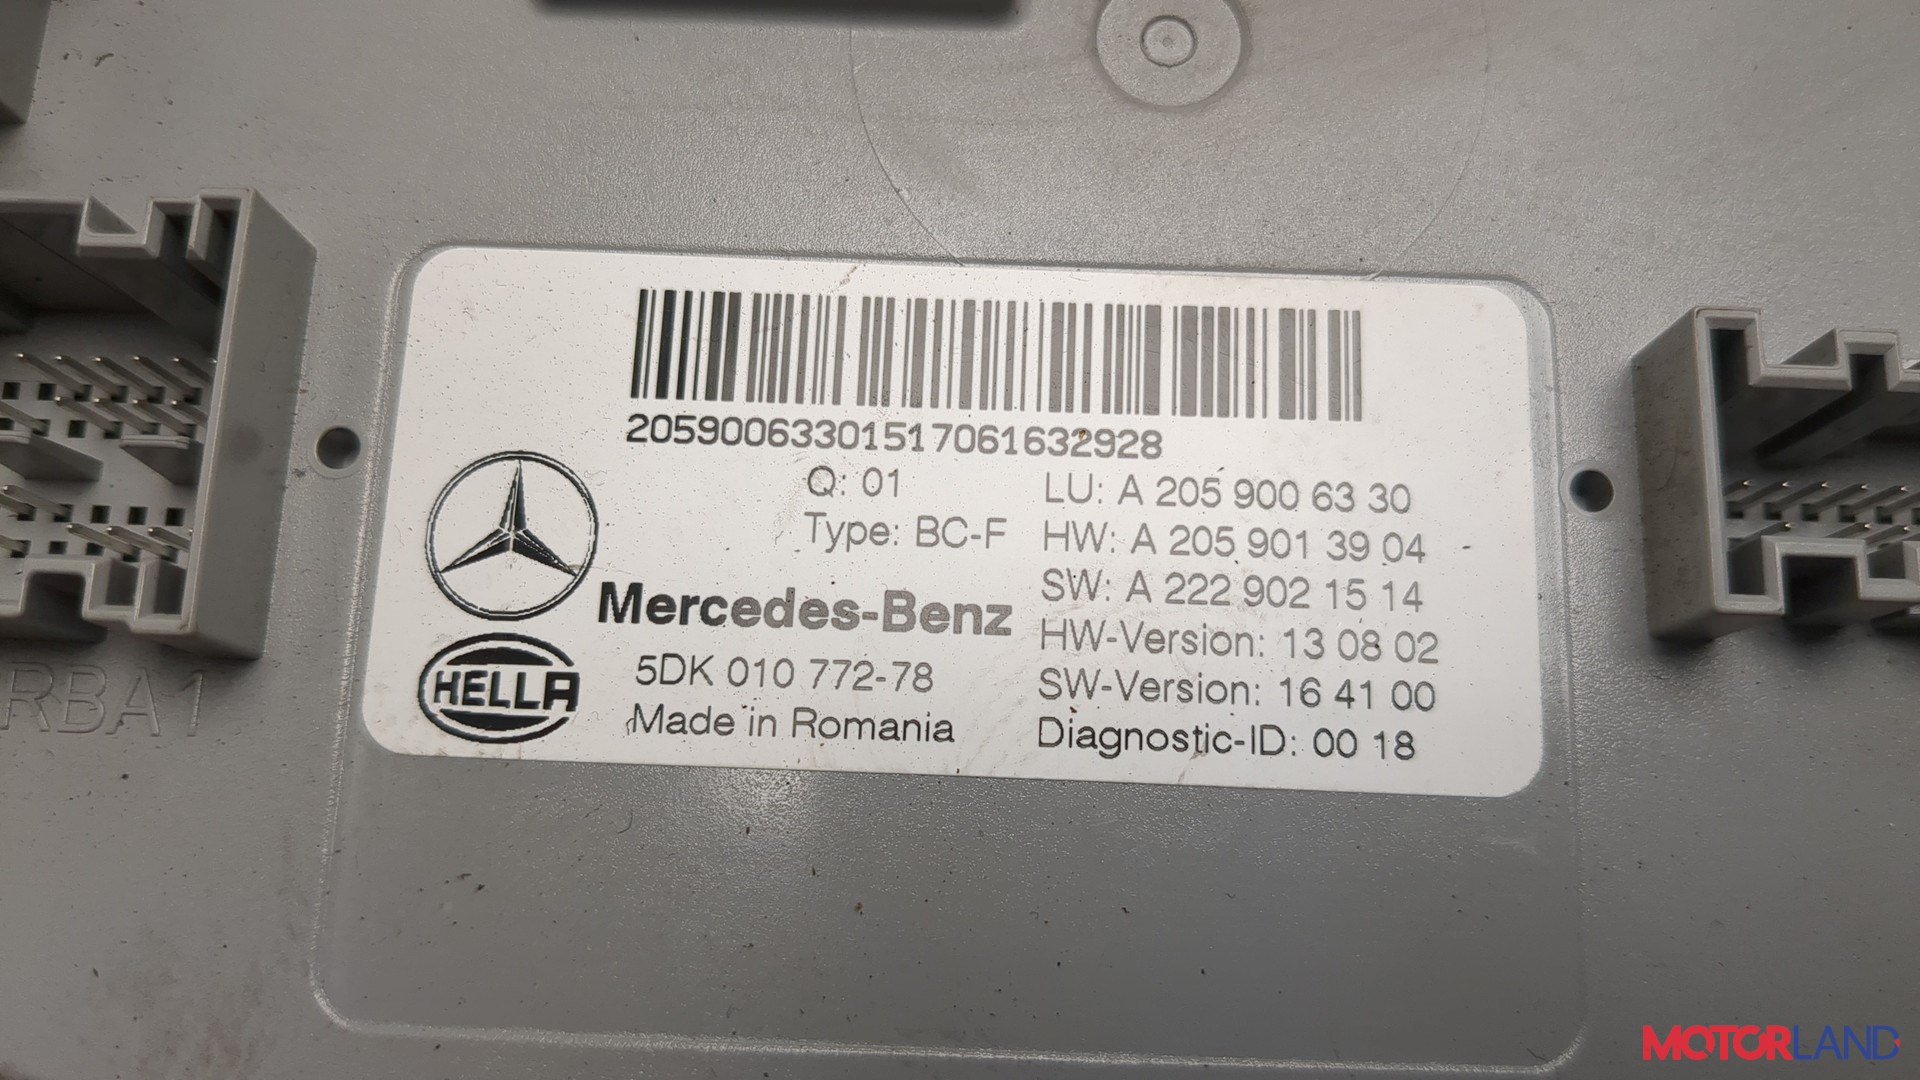 20590063301517061632928
Q: 01
LU: A 205 900 63 30
Type: BC-F
HW: A 205 901 39 04
SW: A 222 902 15 14
Mercedes-Benz
HW-Version: 13 08 02
HELLA
5DK 010 772-78
SW-Version: 16 41 00
Made in Romania
Diagnostic-ID: 00 18
RBA1
MOTORLAND